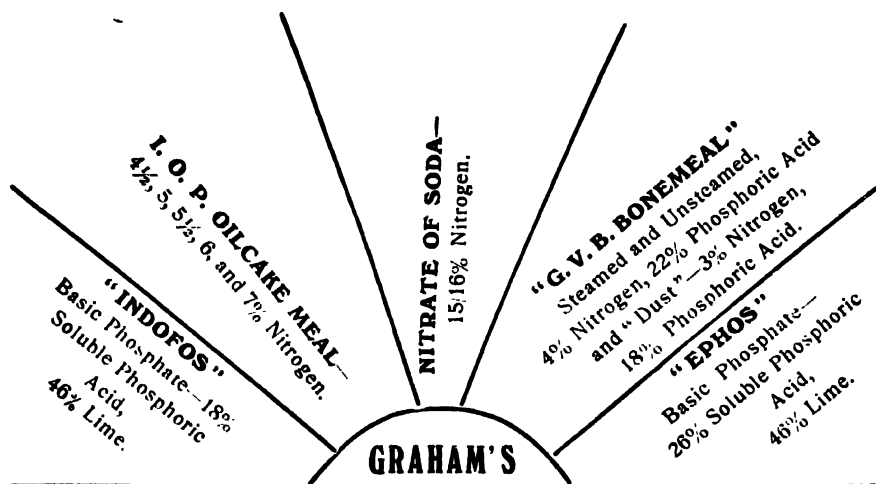 "INDOFOS"
Basic Phosphate—18%
Soluble Phosphoric
Acid,
46% Lime.
I. O. P. OILCAKE MEAL—
4½, 5, 5½, 6, and 7% Nitrogen.
NITRATE OF SODA—
15/16% Nitrogen.
"G. V. B. BONEMEAL"
Steamed and Unsteamed,
4% Nitrogen, 22% Phosphoric Acid
and "Dust"—3% Nitrogen,
18% Phosphoric Acid.
"EPHOS"
Basic Phosphate—
26% Soluble Phosphoric
Acid,
46% Lime.
GRAHAM'S